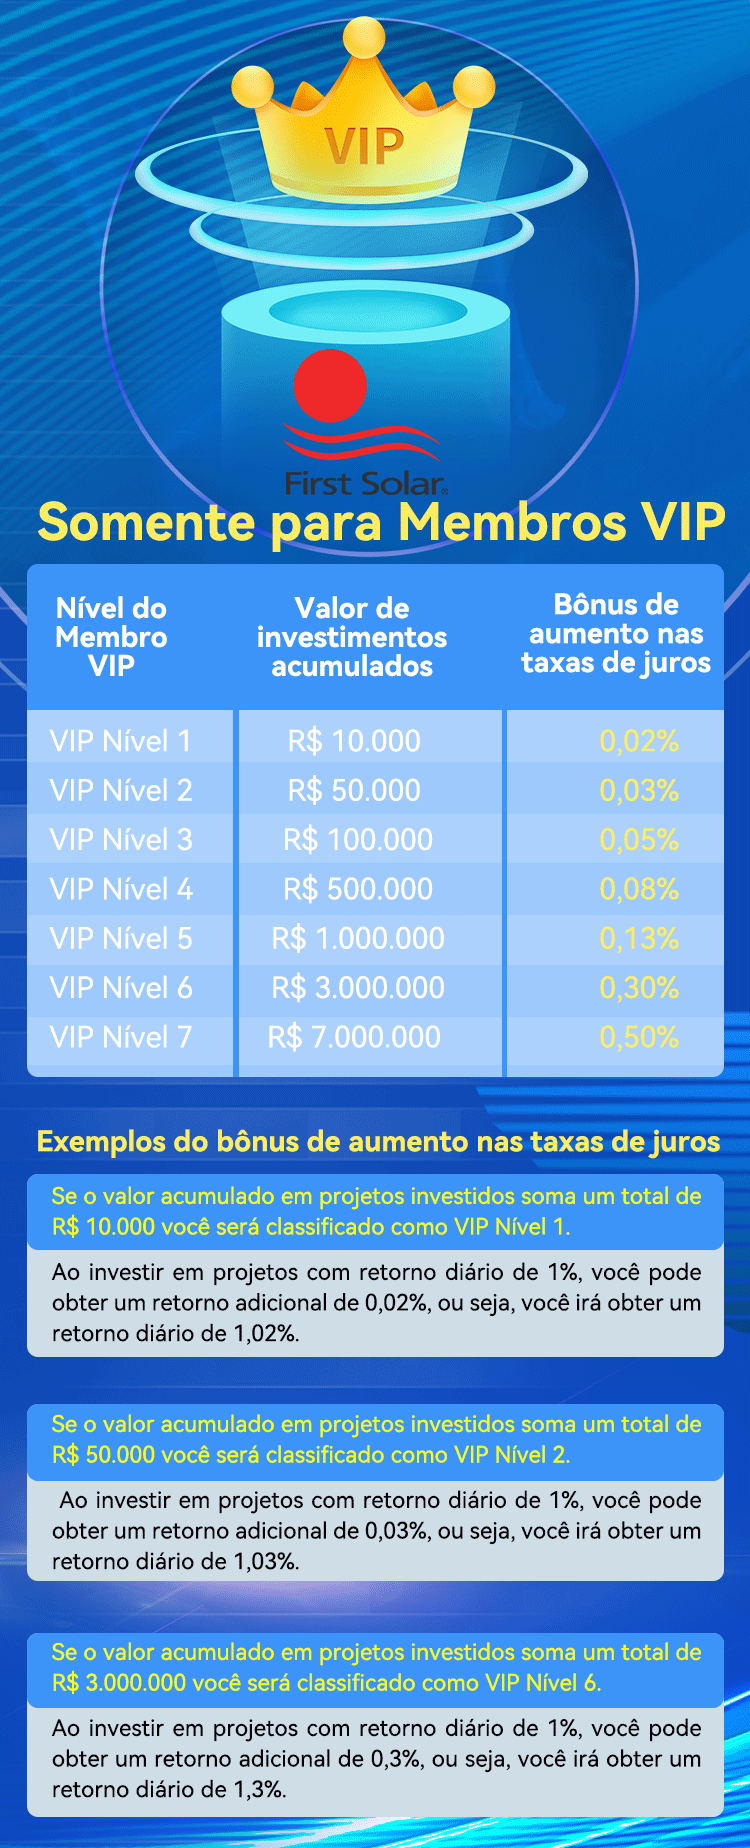 VIP
First Solar
Somente para Membros VIP
Nível do
Membro
VIP
Valor de
investimentos
acumulados
Bônus de
aumento nas
taxas de juros
VIP Nível 1 R$ 10.000 0,02%
VIP Nível 2 R$ 50.000 0,03%
VIP Nível 3 R$ 100.000 0,05%
VIP Nível 4 R$ 500.000 0,08%
VIP Nível 5 R$ 1.000.000 0,13%
VIP Nível 6 R$ 3.000.000 0,30%
VIP Nível 7 R$ 7.000.000 0,50%
Exemplos do bônus de aumento nas taxas de juros
Se o valor acumulado em projetos investidos soma um total de
R$ 10.000 você será classificado como VIP Nível 1.
Ao investir em projetos com retorno diário de 1%, você pode
obter um retorno adicional de 0,02%, ou seja, você irá obter um
retorno diário de 1,02%.
Se o valor acumulado em projetos investidos soma um total de
R$ 50.000 você será classificado como VIP Nível 2.
Ao investir em projetos com retorno diário de 1%, você pode
obter um retorno adicional de 0,03%, ou seja, você irá obter um
retorno diário de 1,03%.
Se o valor acumulado em projetos investidos soma um total de
R$ 3.000.000 você será classificado como VIP Nível 6.
Ao investir em projetos com retorno diário de 1%, você pode
obter um retorno adicional de 0,3%, ou seja, você irá obter um
retorno diário de 1,3%.